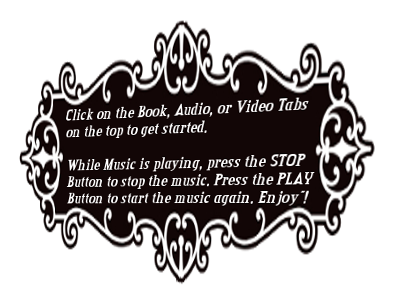 Click on the Book, Audio, or Video Tabs
on the top to get started.
While Music is playing, press the STOP
Button to stop the music. Press the PLAY
Button to start the music again. Enjoy~!